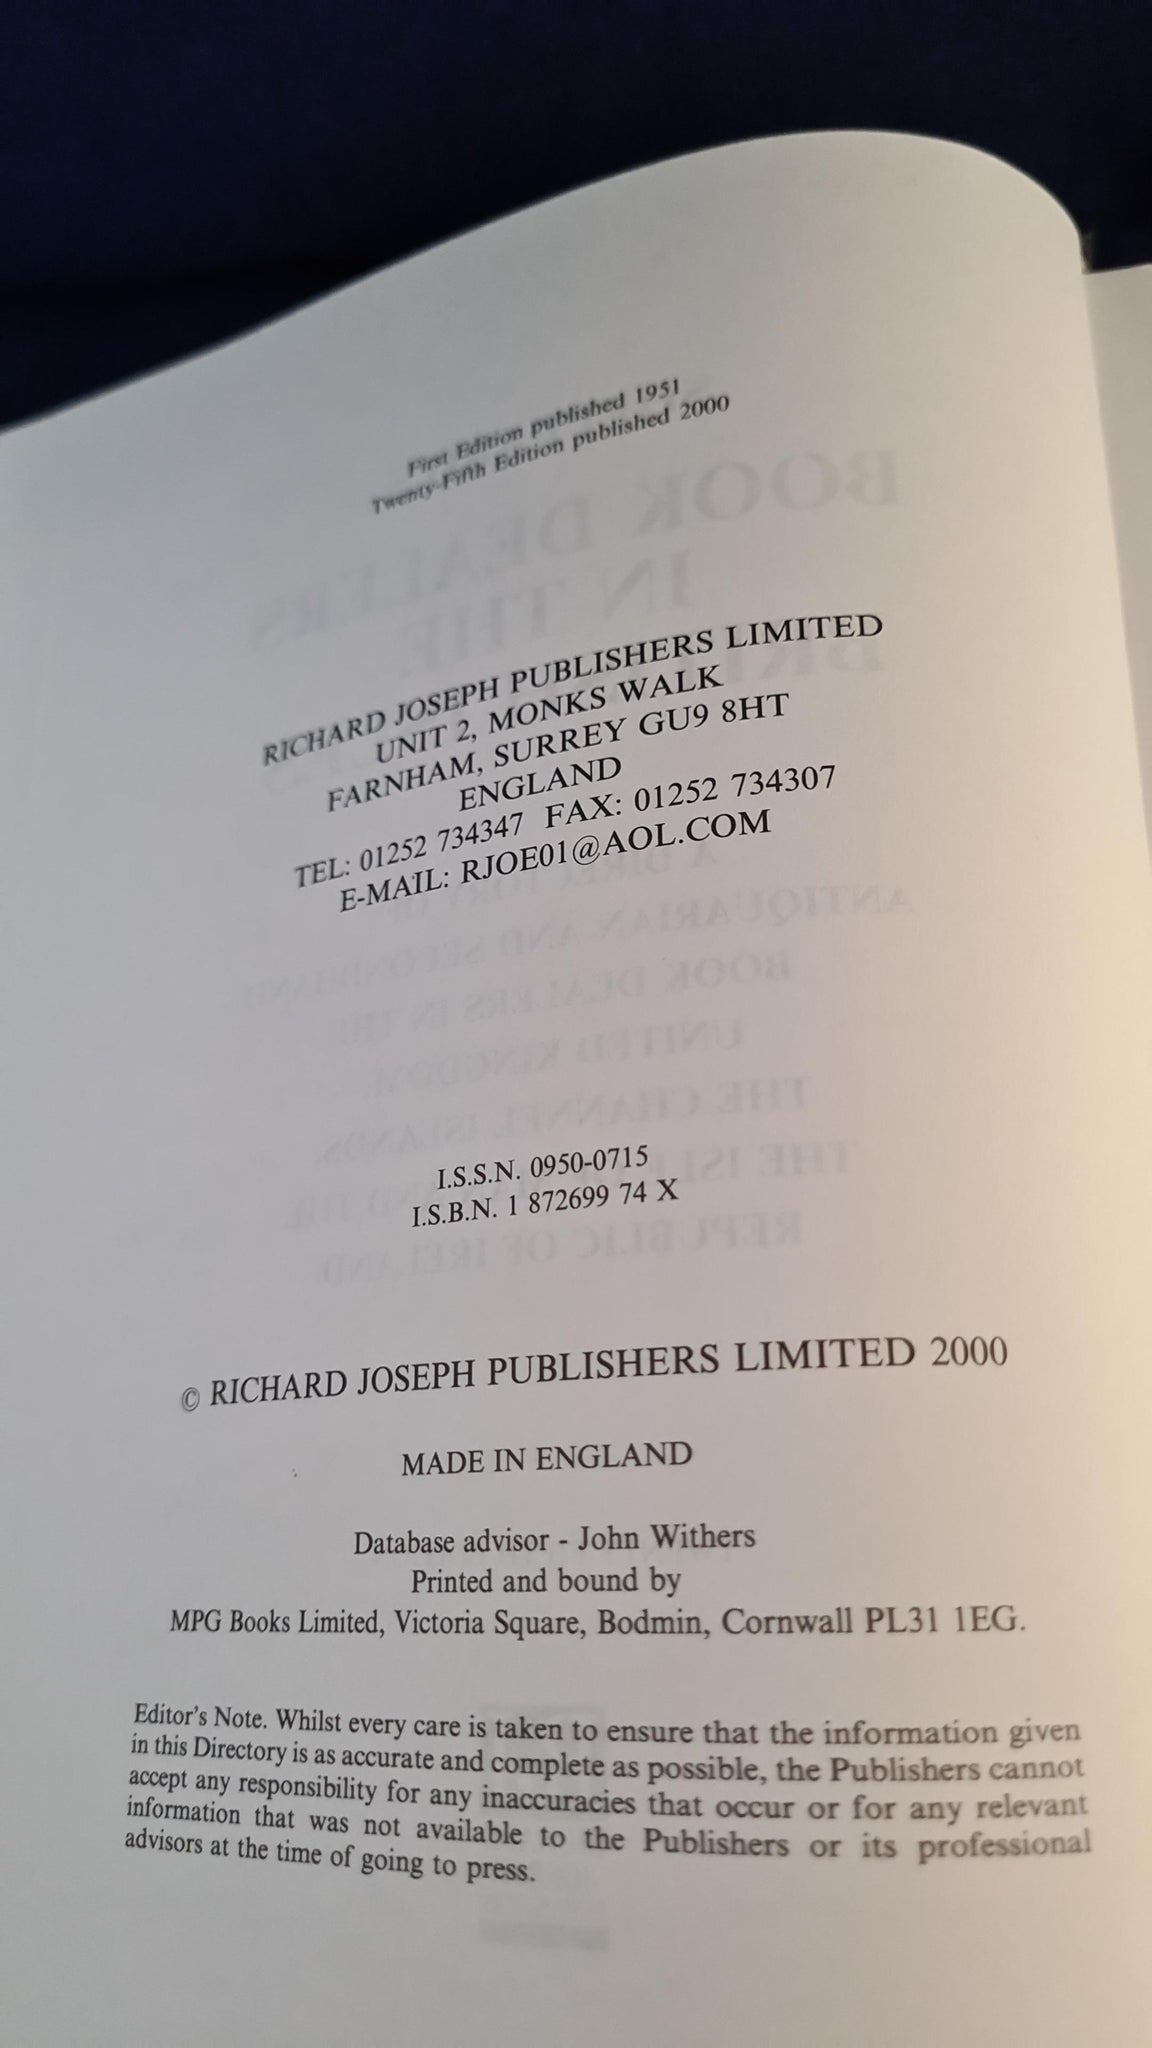 First Edition published 1951
Twenty-Fifth Edition published 2000
RICHARD JOSEPH PUBLISHERS LIMITED
UNIT 2, MONKS WALK
FARNHAM, SURREY GU9 8HT
ENGLAND
TEL: 01252 734347 FAX: 01252 734307
E-MAIL: RJOE01@AOL.COM
I.S.S.N. 0950-0715
I.S.B.N. 1 872699 74 X
© RICHARD JOSEPH PUBLISHERS LIMITED 2000
MADE IN ENGLAND
Database advisor - John Withers
Printed and bound by
MPG Books Limited, Victoria Square, Bodmin, Cornwall PL31 1EG.
Editor's Note. Whilst every care is taken to ensure that the information given
in this Directory is as accurate and complete as possible, the Publishers cannot
accept any responsibility for any inaccuracies that occur or for any relevant
information that was not available to the Publishers or its professional
advisors at the time of going to press.